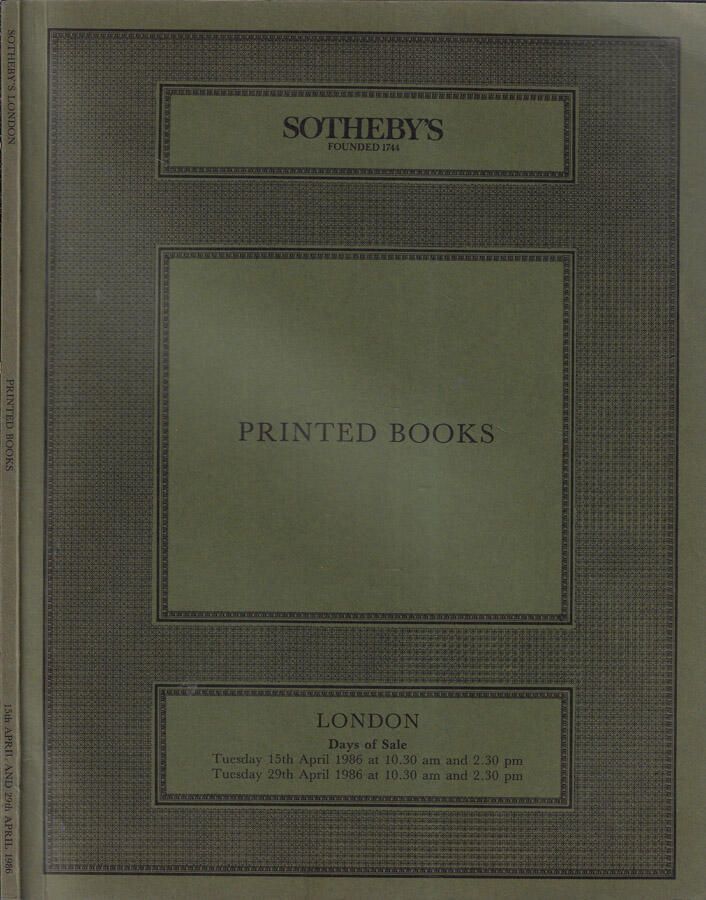 SOTHEBY'S LONDON
PRINTED BOOKS
15th APRIL AND 29th APRIL 1986
SOTHEBY'S
FOUNDED 1744
PRINTED BOOKS
LONDON
Days of Sale
Tuesday 15th April 1986 at 10.30 am and 2.30 pm
Tuesday 29th April 1986 at 10.30 am and 2.30 pm